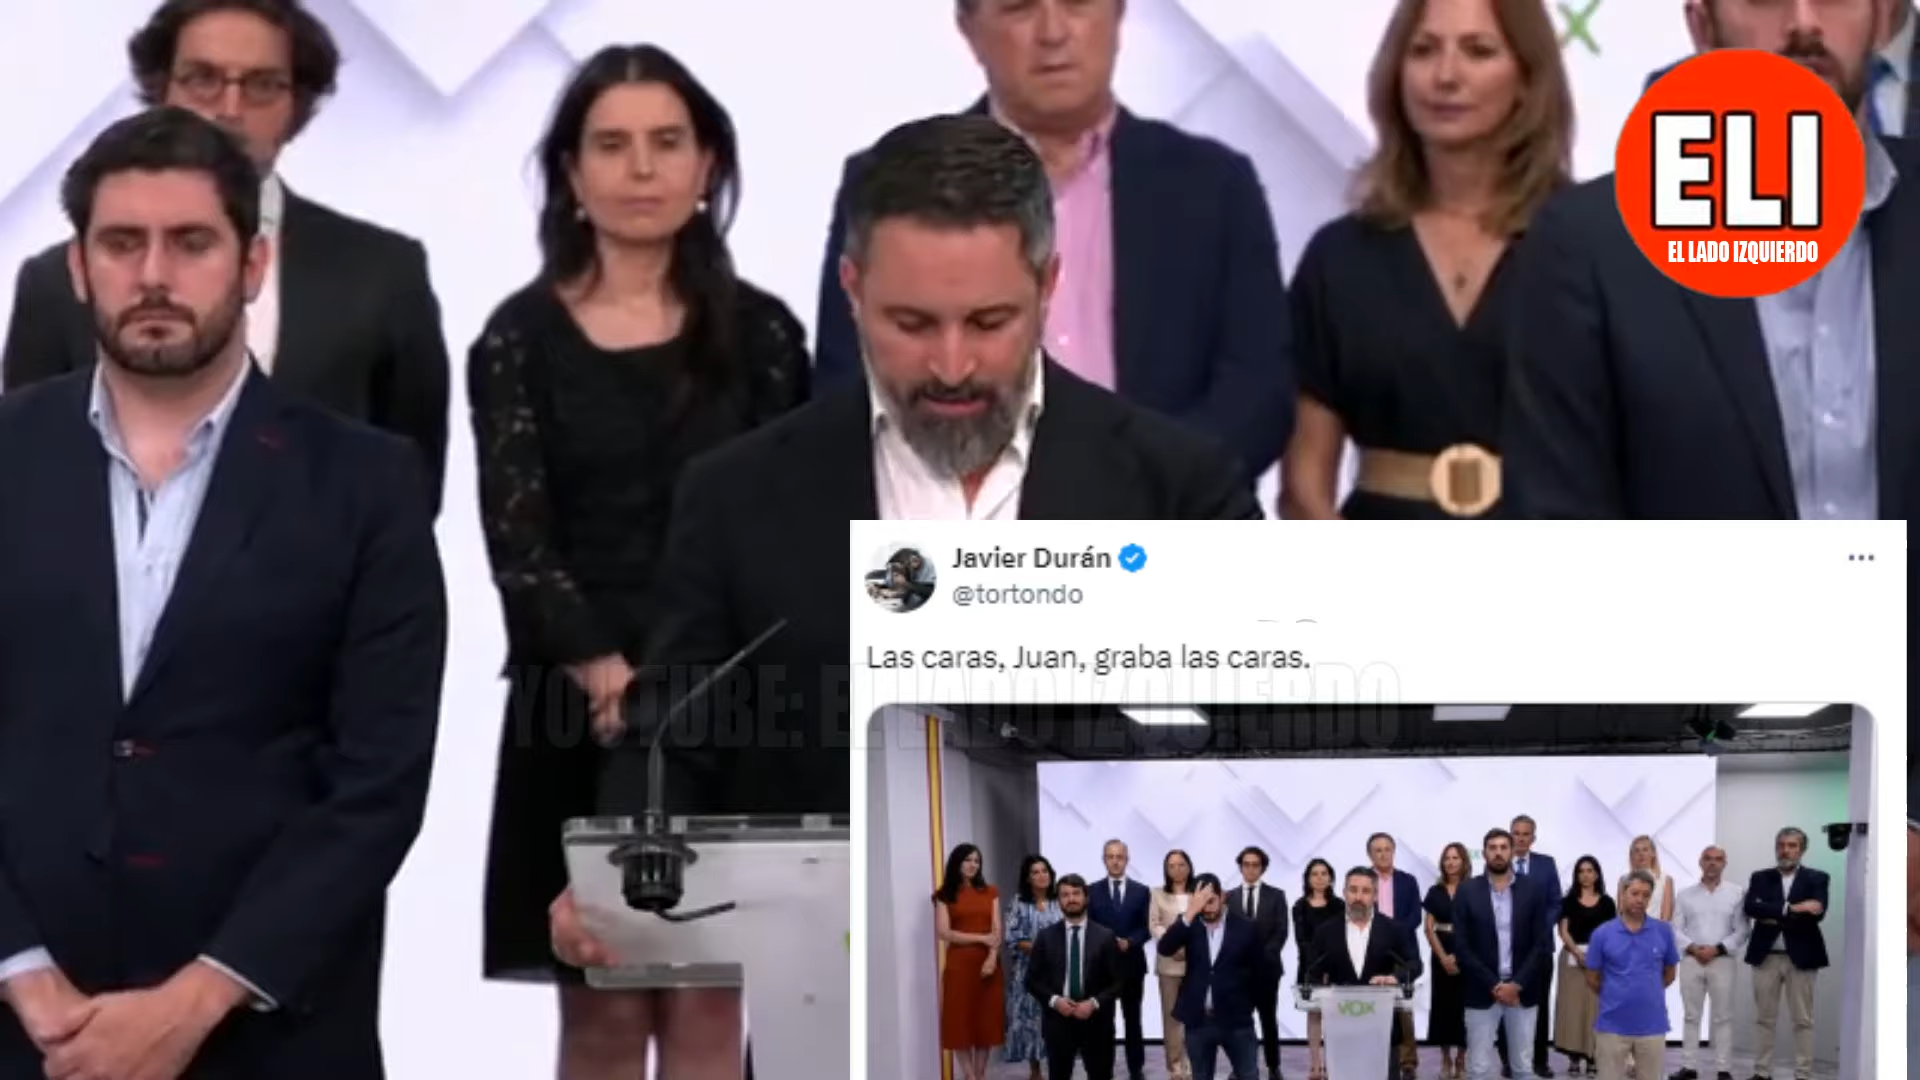 X
ELI
EL LADO IZQUIERDO
Javier Durán
@tortondo
Las caras, Juan, graba las caras.
YOUTUBE: EL LADO IZQUIERDO
VOX